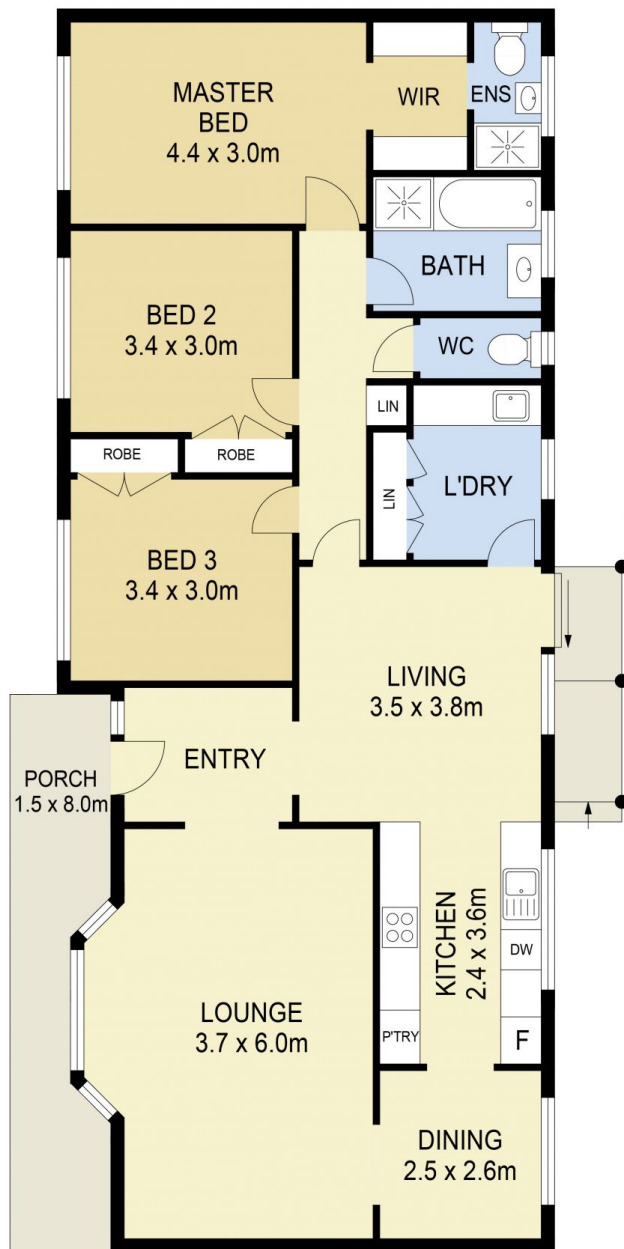 MASTER
BED
4.4 x 3.0m
WIR
ENS
BATH
BED 2
3.4 x 3.0m
WC
LIN
ROBE
ROBE
LIN
L'DRY
BED 3
3.4 x 3.0m
LIVING
3.5 x 3.8m
ENTRY
PORCH
1.5 x 8.0m
KITCHEN
2.4 x 3.6m
DW
LOUNGE
3.7 x 6.0m
P'TRY
F
DINING
2.5 x 2.6m